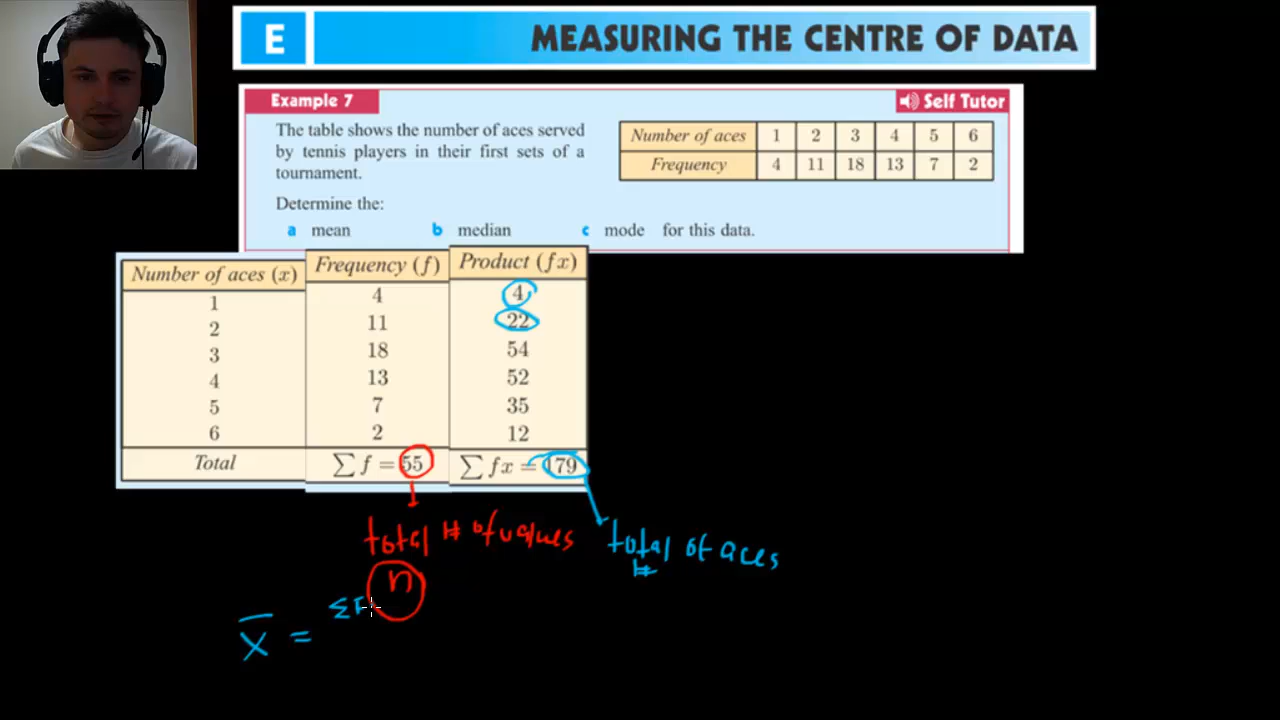 E MEASURING THE CENTRE OF DATA
Example 7 Self Tutor
The table shows the number of aces served
by tennis players in their first sets of a
tournament.
Number of aces 1 2 3 4 5 6
Frequency 4 11 18 13 7 2
Determine the:
a mean b median c mode for this data.
Number of aces (x) Frequency (f) Product (fx)
1 4 4
2 11 22
3 18 54
4 13 52
5 7 35
6 2 12
Total ∑ f = 55 ∑ fx = 179
total # of values
total # of aces
n
x̄ = Σ